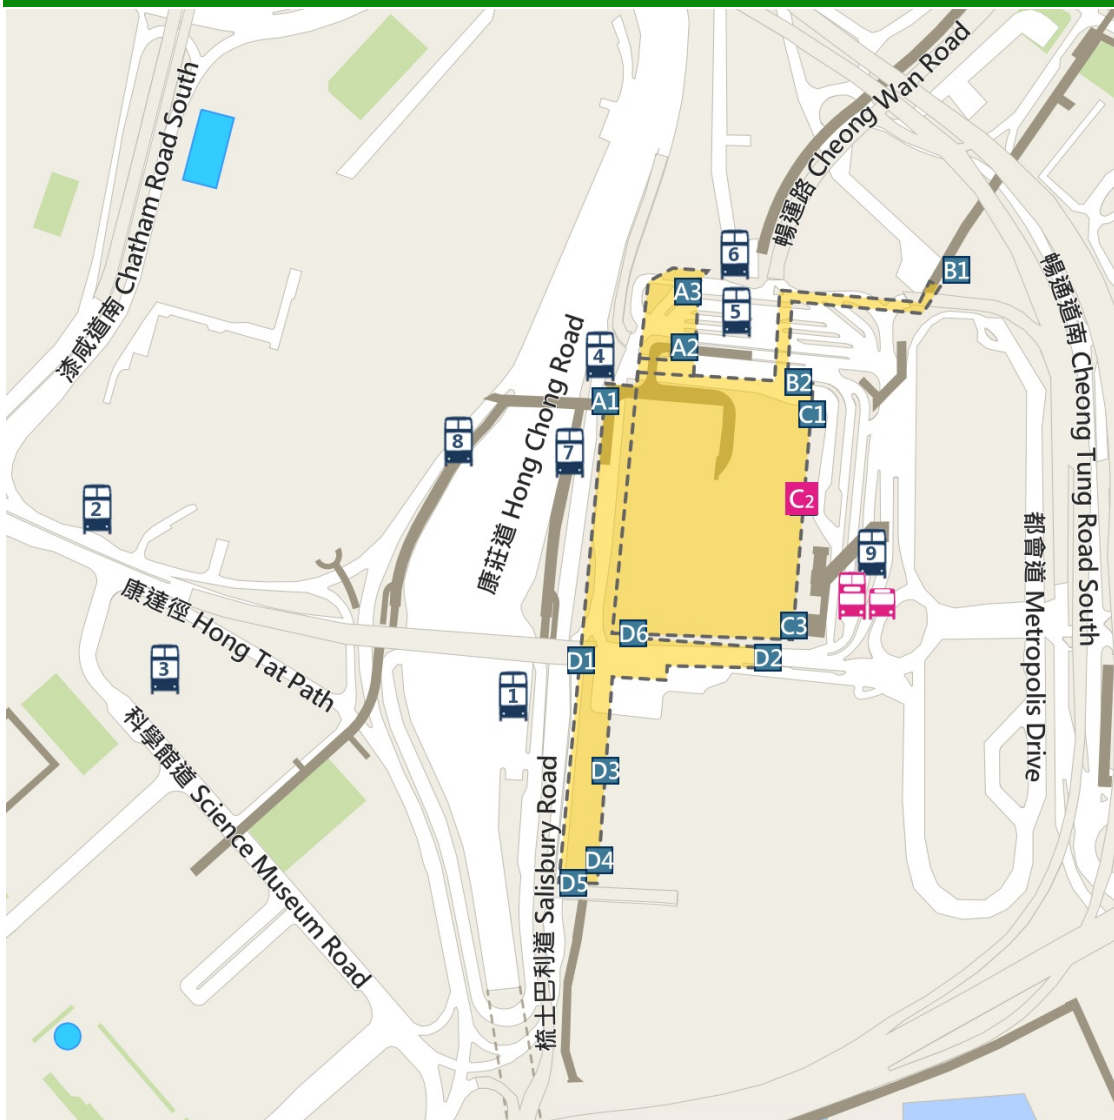 暢運路 Cheong Wan Road
漆咸道南 Chatham Road South
6
B1
A3
5
暢通道南 Cheong Tung Road South
4
A2
B2
A1
C1
康莊道 Hong Chong Road
8
7
C2
2
都會道 Metropolis Drive
9
康達徑 Hong Tat Path
C3
D6
D1
D2
3
1
科學館道 Science Museum Road
D3
梳士巴利道 Salisbury Road
D4
D5